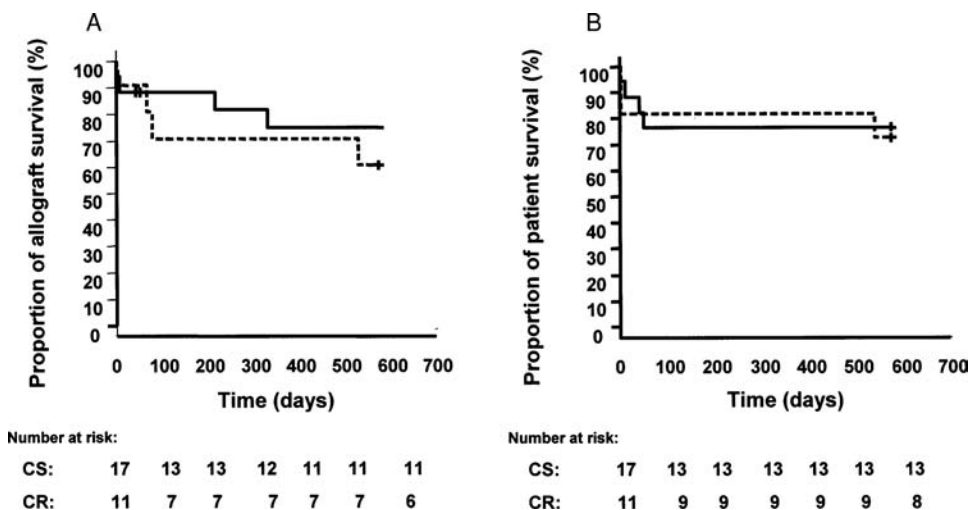 A
Proportion of allograft survival (%)
100
90
80
70
60
50
40
30
20
10
0
0 100 200 300 400 500 600 700
Time (days)
Number at risk:
CS: 17 13 13 12 11 11 11
CR: 11 7 7 7 7 7 6
B
Proportion of patient survival (%)
100
90
80
70
60
50
40
30
20
10
0
0 100 200 300 400 500 600 700
Time (days)
Number at risk:
CS: 17 13 13 13 13 13 13
CR: 11 9 9 9 9 9 8